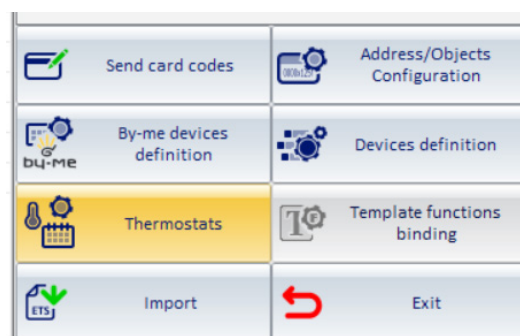 Send card codes
Address/Objects
Configuration
by-me
By-me devices
definition
Devices definition
Thermostats
Template functions
binding
ETS
Import
Exit